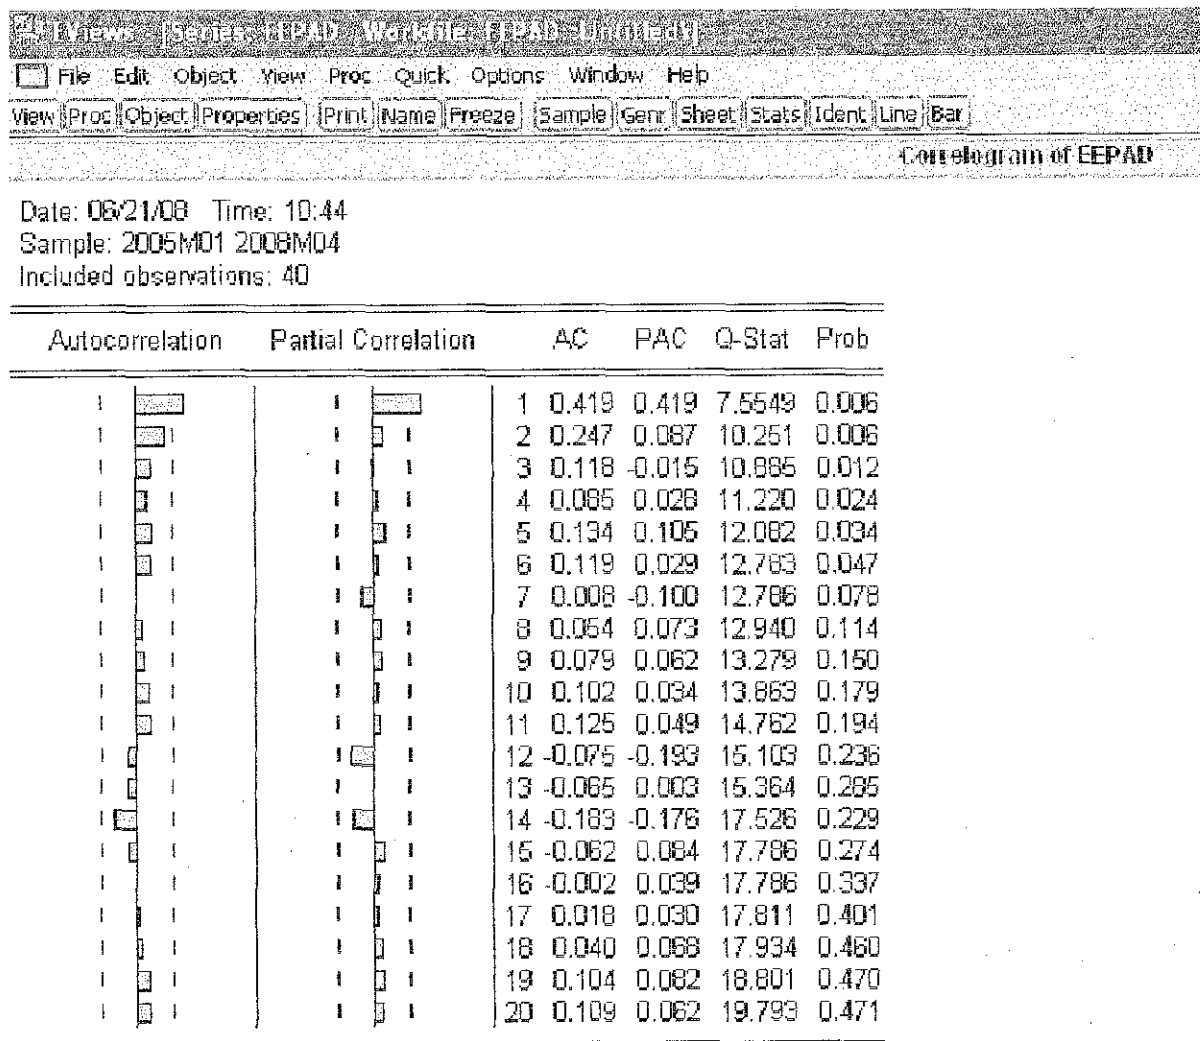 EViews - [Series: EEPAD Workfile: EEPAD::Untitled\]
File Edit Object View Proc Quick Options Window Help
View Proc Object Properties Print Name Freeze Sample Genr Sheet Stats Ident Line Bar
Correlogram of EEPAD
Date: 06/21/08 Time: 10:44
Sample: 2005M01 2008M04
Included observations: 40
Autocorrelation Partial Correlation AC PAC Q-Stat Prob
1 0.419 0.419 7.5549 0.006
2 0.247 0.087 10.251 0.006
3 0.118 -0.015 10.885 0.012
4 0.085 0.028 11.220 0.024
5 0.134 0.105 12.082 0.034
6 0.119 0.029 12.783 0.047
7 0.008 -0.100 12.786 0.078
8 0.054 0.073 12.940 0.114
9 0.079 0.062 13.279 0.150
10 0.102 0.034 13.863 0.179
11 0.125 0.049 14.762 0.194
12 -0.075 -0.193 15.103 0.236
13 -0.065 0.003 15.364 0.285
14 -0.183 -0.176 17.526 0.229
15 -0.062 0.084 17.786 0.274
16 -0.002 0.039 17.786 0.337
17 0.018 0.030 17.811 0.401
18 0.040 0.068 17.934 0.460
19 0.104 0.082 18.801 0.470
20 0.109 0.062 19.793 0.471